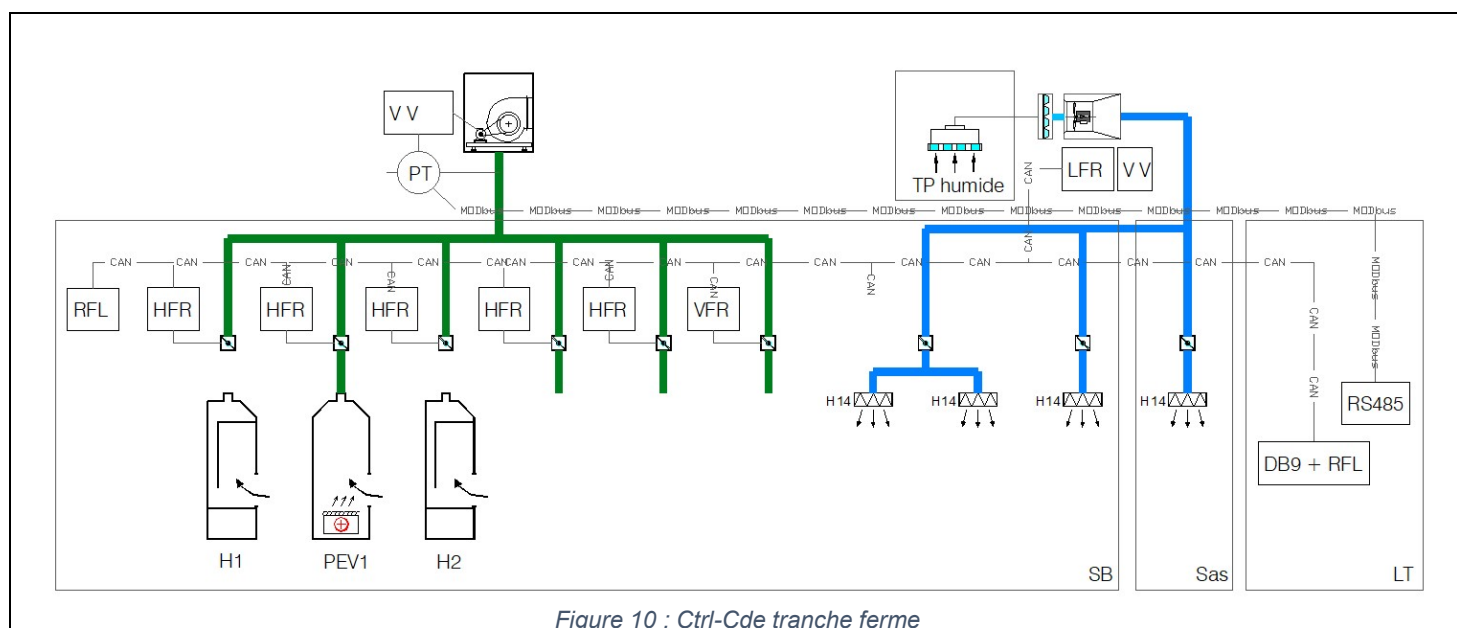 V V
PT
TP humide
LFR V V
CAN
MODbus MODbus MODbus MODbus MODbus MODbus MODbus MODbus MODbus MODbus MODbus MODbus MODbus MODbus
CAN
CAN CAN CAN CAN CAN CAN CAN CAN CAN CAN CAN CAN CAN CAN
CAN CAN CAN CAN CAN
MODbus
RFL HFR HFR HFR HFR HFR VFR
CAN
MODbus
H14 H14 H14 H14
CAN
RS485
DB9 + RFL
H1 PEV1 H2
SB Sas LT
Figure 10 : Ctrl-Cde tranche ferme